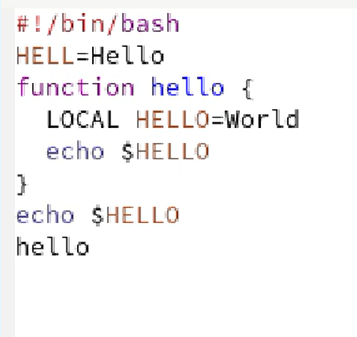 #!/bin/bash
HELL=Hello
function hello {
  LOCAL HELLO=World
  echo $HELLO
}
echo $HELLO
hello